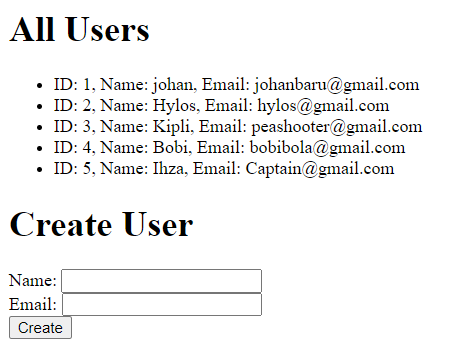 All Users
• ID: 1, Name: johan, Email: johanbaru@gmail.com
• ID: 2, Name: Hylos, Email: hylos@gmail.com
• ID: 3, Name: Kipli, Email: peashooter@gmail.com
• ID: 4, Name: Bobi, Email: bobibola@gmail.com
• ID: 5, Name: Ihza, Email: Captain@gmail.com
Create User
Name:
Email:
Create